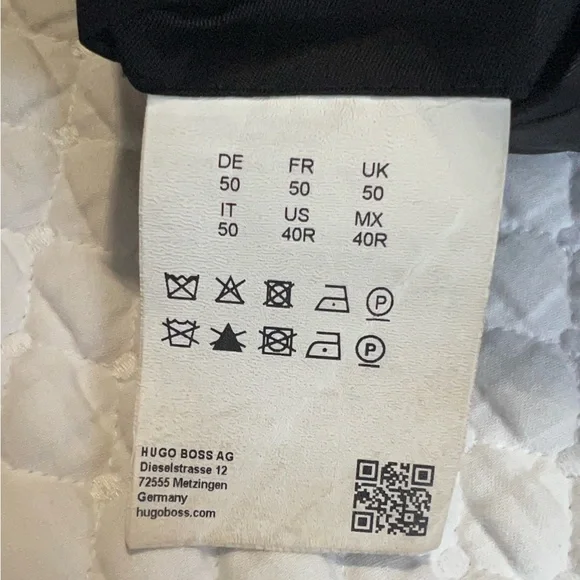 DE FR UK
50 50 50
IT US MX
50 40R 40R
P
P
HUGO BOSS AG
Dieselstrasse 12
72555 Metzingen
Germany
hugoboss.com